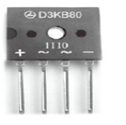 D3KB80
1110
+ ~ ~ -